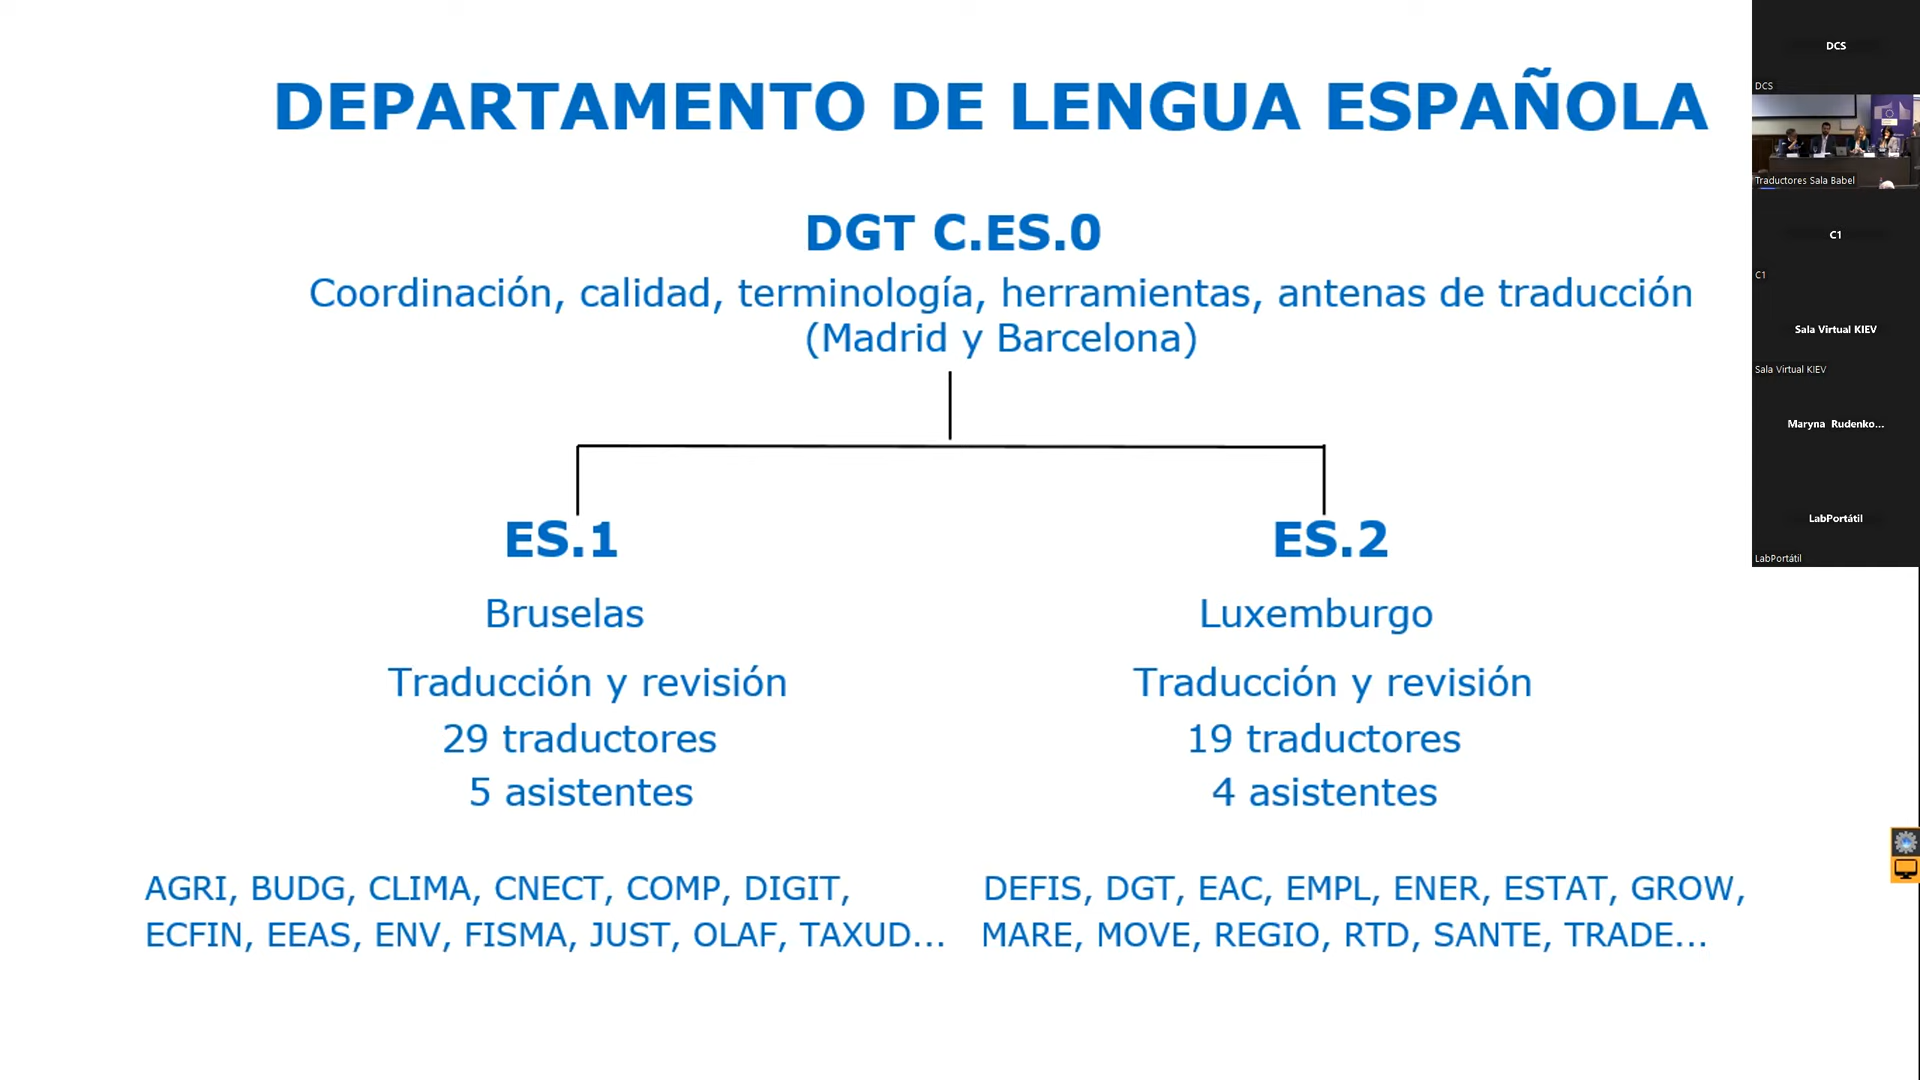 DEPARTAMENTO DE LENGUA ESPAÑOLA
DGT C.ES.0
Coordinación, calidad, terminología, herramientas, antenas de traducción
(Madrid y Barcelona)
ES.1
Bruselas
Traducción y revisión
29 traductores
5 asistentes
AGRI, BUDG, CLIMA, CNECT, COMP, DIGIT,
ECFIN, EEAS, ENV, FISMA, JUST, OLAF, TAXUD...
ES.2
Luxemburgo
Traducción y revisión
19 traductores
4 asistentes
DEFIS, DGT, EAC, EMPL, ENER, ESTAT, GROW,
MARE, MOVE, REGIO, RTD, SANTE, TRADE...
DCS
DCS
Traductores Sala Babel
C1
C1
Sala Virtual KIEV
Sala Virtual KIEV
Maryna Rudenko...
LabPortátil
LabPortátil